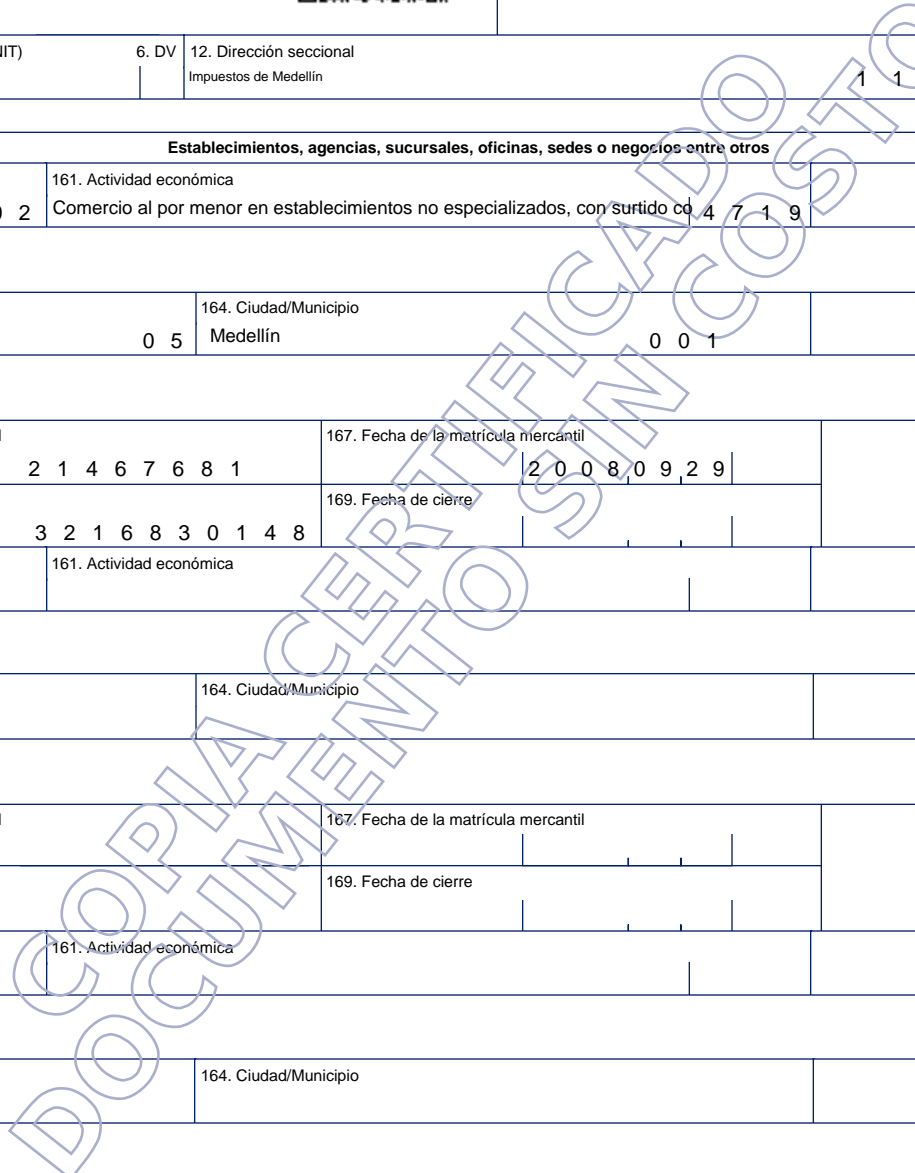 IIT) 6. DV 12. Dirección seccional
Impuestos de Medellín 1 1
Establecimientos, agencias, sucursales, oficinas, sedes o negocios entre otros
161. Actividad económica
2 Comercio al por menor en establecimientos no especializados, con surtido co 4 7 1 9
164. Ciudad/Municipio
0 5 Medellín 0 0 1
167. Fecha de la matrícula mercantil
2 1 4 6 7 6 8 1 2 0 0 8 0 9 2 9
169. Fecha de cierre
3 2 1 6 8 3 0 1 4 8
161. Actividad económica
164. Ciudad/Municipio
167. Fecha de la matrícula mercantil
169. Fecha de cierre
161. Actividad económica
164. Ciudad/Municipio
COPIA CERTIFICADO
DOCUMENTO SIN COSTO